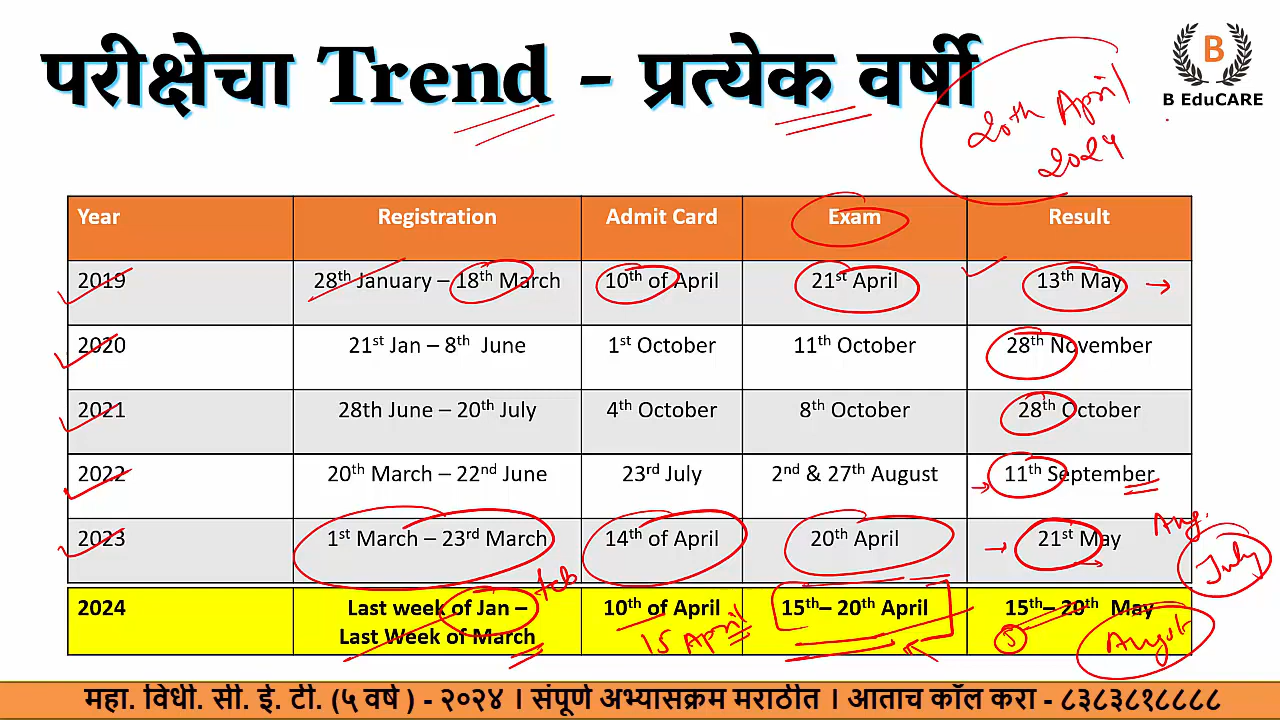 परीक्षेचा Trend - प्रत्येक वर्षी
B
B EduCARE
20th April
2024
Year Registration Admit Card Exam Result
2019 28th January – 18th March 10th of April 21st April 13th May
2020 21st Jan – 8th June 1st October 11th October 28th November
2021 28th June – 20th July 4th October 8th October 28th October
2022 20th March – 22nd June 23rd July 2nd & 27th August 11th September
2023 1st March – 23rd March 14th of April 20th April 21st May
Aug.
July
feb
2024 Last week of Jan – 10th of April 15th– 20th April 15th– 20th May
Last Week of March
15 April
5
August
महा. विधी. सी. ई. टी. (५ वर्ष) - २०२४ । संपूर्ण अभ्यासक्रम मराठीत । आताच कॉल करा - ८३८३८१८८८८